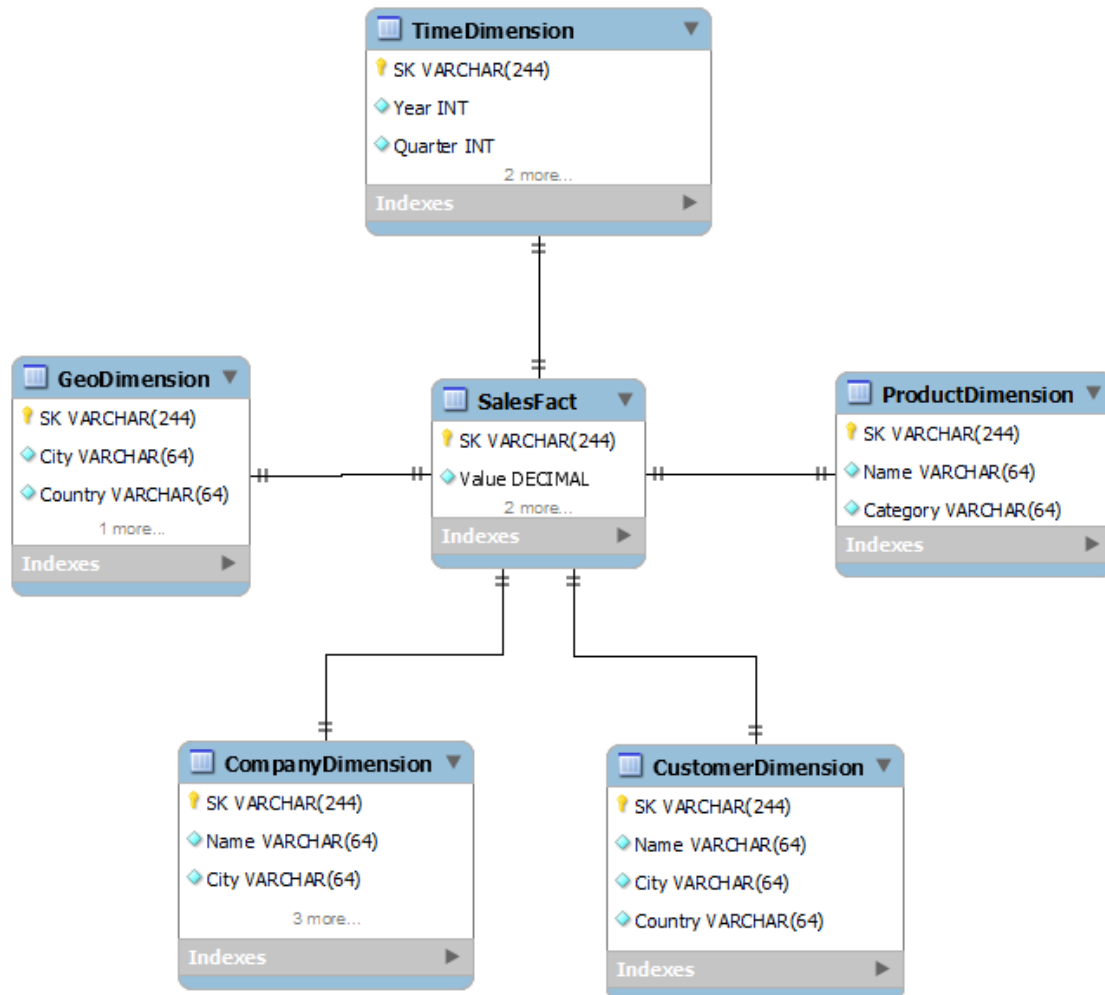 TimeDimension
SK VARCHAR(244)
Year INT
Quarter INT
2 more...
Indexes
GeoDimension
SK VARCHAR(244)
City VARCHAR(64)
Country VARCHAR(64)
1 more...
Indexes
SalesFact
SK VARCHAR(244)
Value DECIMAL
2 more...
Indexes
ProductDimension
SK VARCHAR(244)
Name VARCHAR(64)
Category VARCHAR(64)
Indexes
CompanyDimension
SK VARCHAR(244)
Name VARCHAR(64)
City VARCHAR(64)
3 more...
Indexes
CustomerDimension
SK VARCHAR(244)
Name VARCHAR(64)
City VARCHAR(64)
Country VARCHAR(64)
Indexes